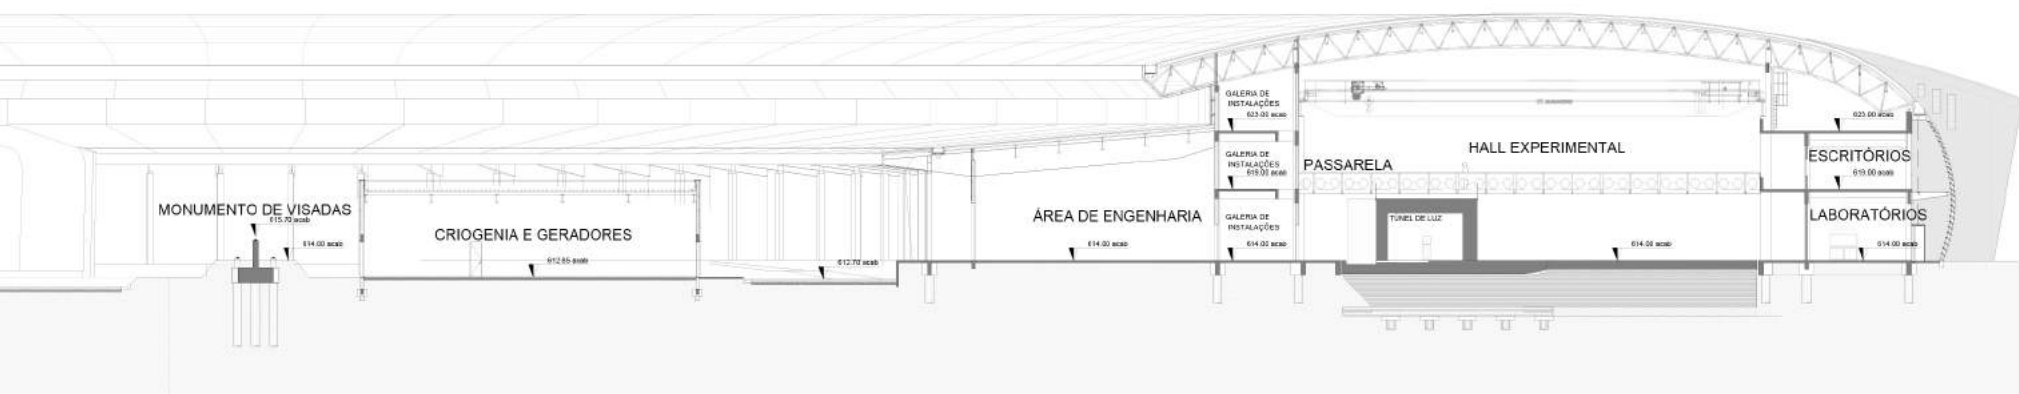 GALERIA DE
INSTALAÇÕES
623.00 acab
623.00 acab
HALL EXPERIMENTAL
GALERIA DE
INSTALAÇÕES
619.00 acab
PASSARELA
ESCRITÓRIOS
619.00 acab
MONUMENTO DE VISADAS
615.70 acab
ÁREA DE ENGENHARIA
GALERIA DE
INSTALAÇÕES
TUNEL DE LUZ
LABORATÓRIOS
CRIOGENIA E GERADORES
614.00 acab
614.00 acab
614.00 acab
614.00 acab
614.00 acab
612.85 acab
612.70 acab